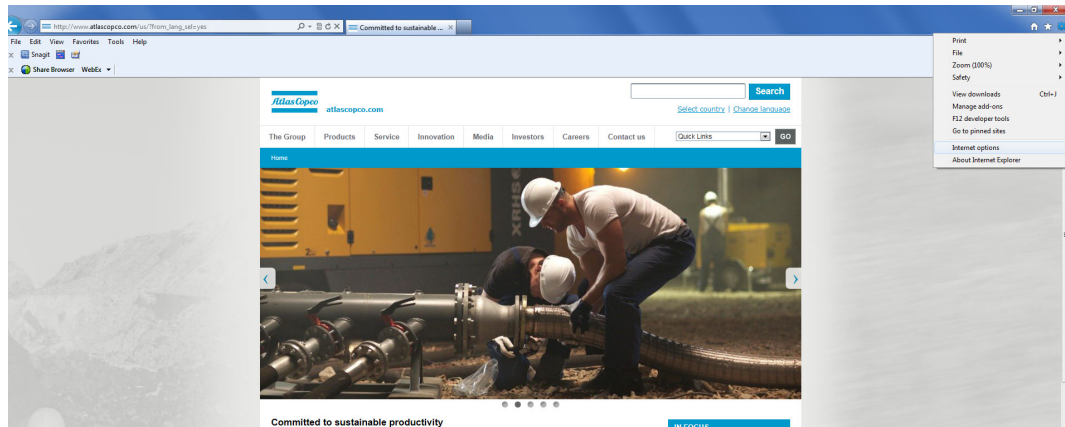 http://www.atlascopco.com/us/?from_lang_sel=yes
Committed to sustainable ...
File Edit View Favorites Tools Help
x Snagit
x Share Browser WebEx
Print
File
Zoom (100%)
Safety
View downloads Ctrl+J
Manage add-ons
F12 developer tools
Go to pinned sites
Internet options
About Internet Explorer
Atlas Copco
atlascopco.com
Search
Select country | Change language
The Group Products Service Innovation Media Investors Careers Contact us Quick Links GO
Home
XRHS
Committed to sustainable productivity
IN FOCUS